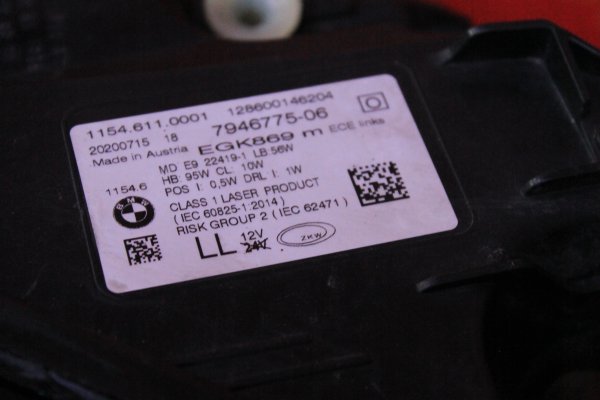 1154.611.0001 128600146204
20200715 18 7946775-06
Made in Austria EGK869 m ECE links
MD E9 22419-1 LB 56W
HB 95W CL 10W
1154.6 POS I: 0,5W DRL I: 1W
BMW CLASS 1 LASER PRODUCT
( IEC 60825-1:2014)
RISK GROUP 2 ( IEC 62471 )
LL 12V
24V ZKW